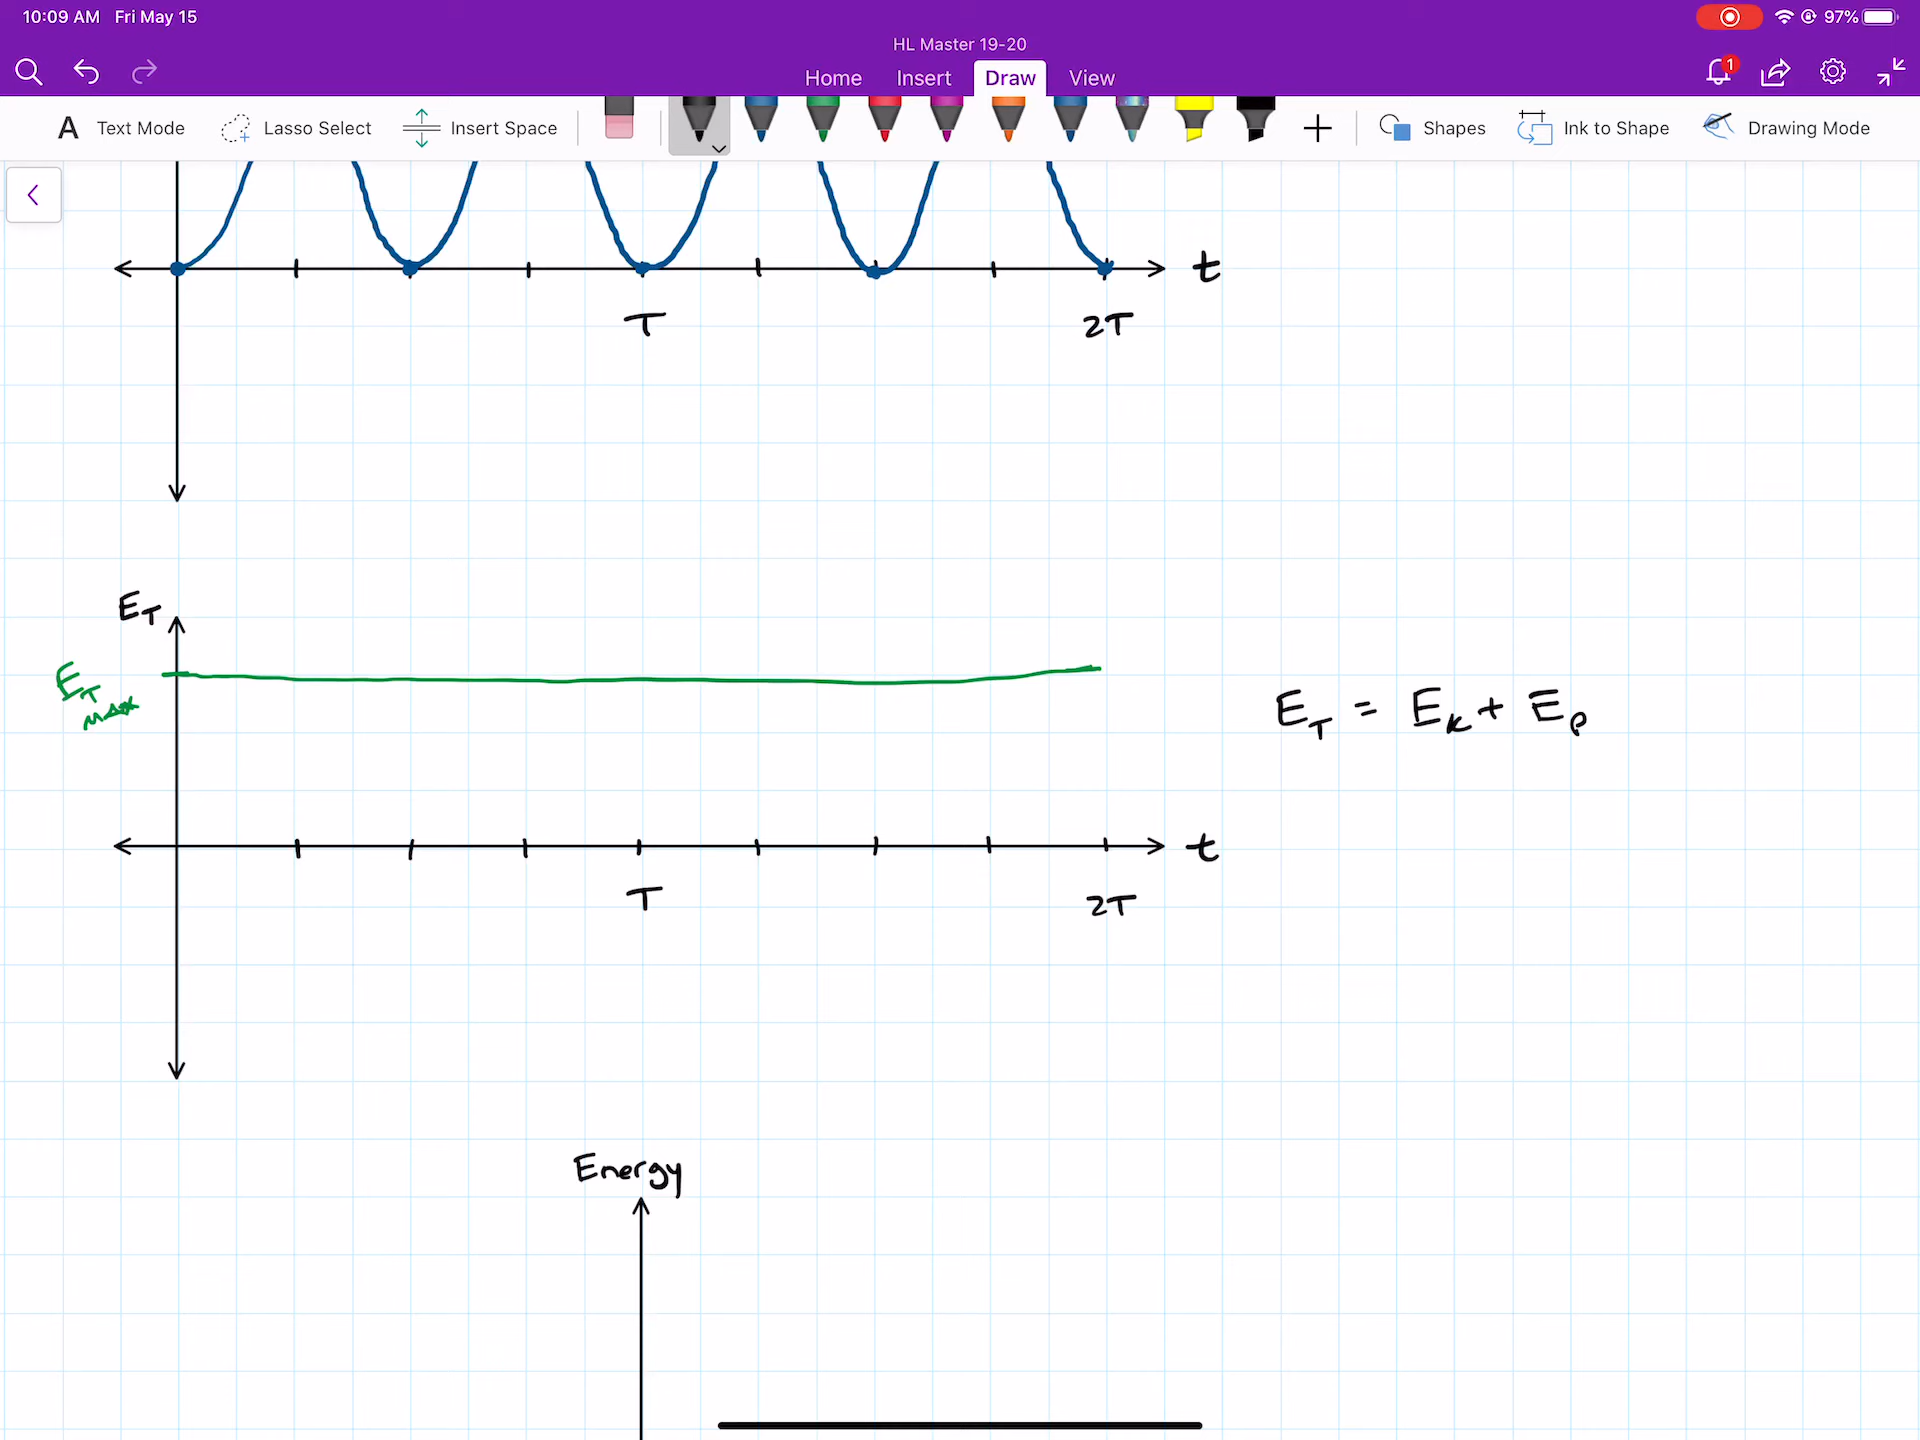 10:09 AM Fri May 15
97%
HL Master 19-20
Home Insert Draw View
1
A Text Mode Lasso Select Insert Space Shapes Ink to Shape Drawing Mode
t
T 2T
E_T
E_T MAX
E_T = E_K + E_P
t
T 2T
Energy